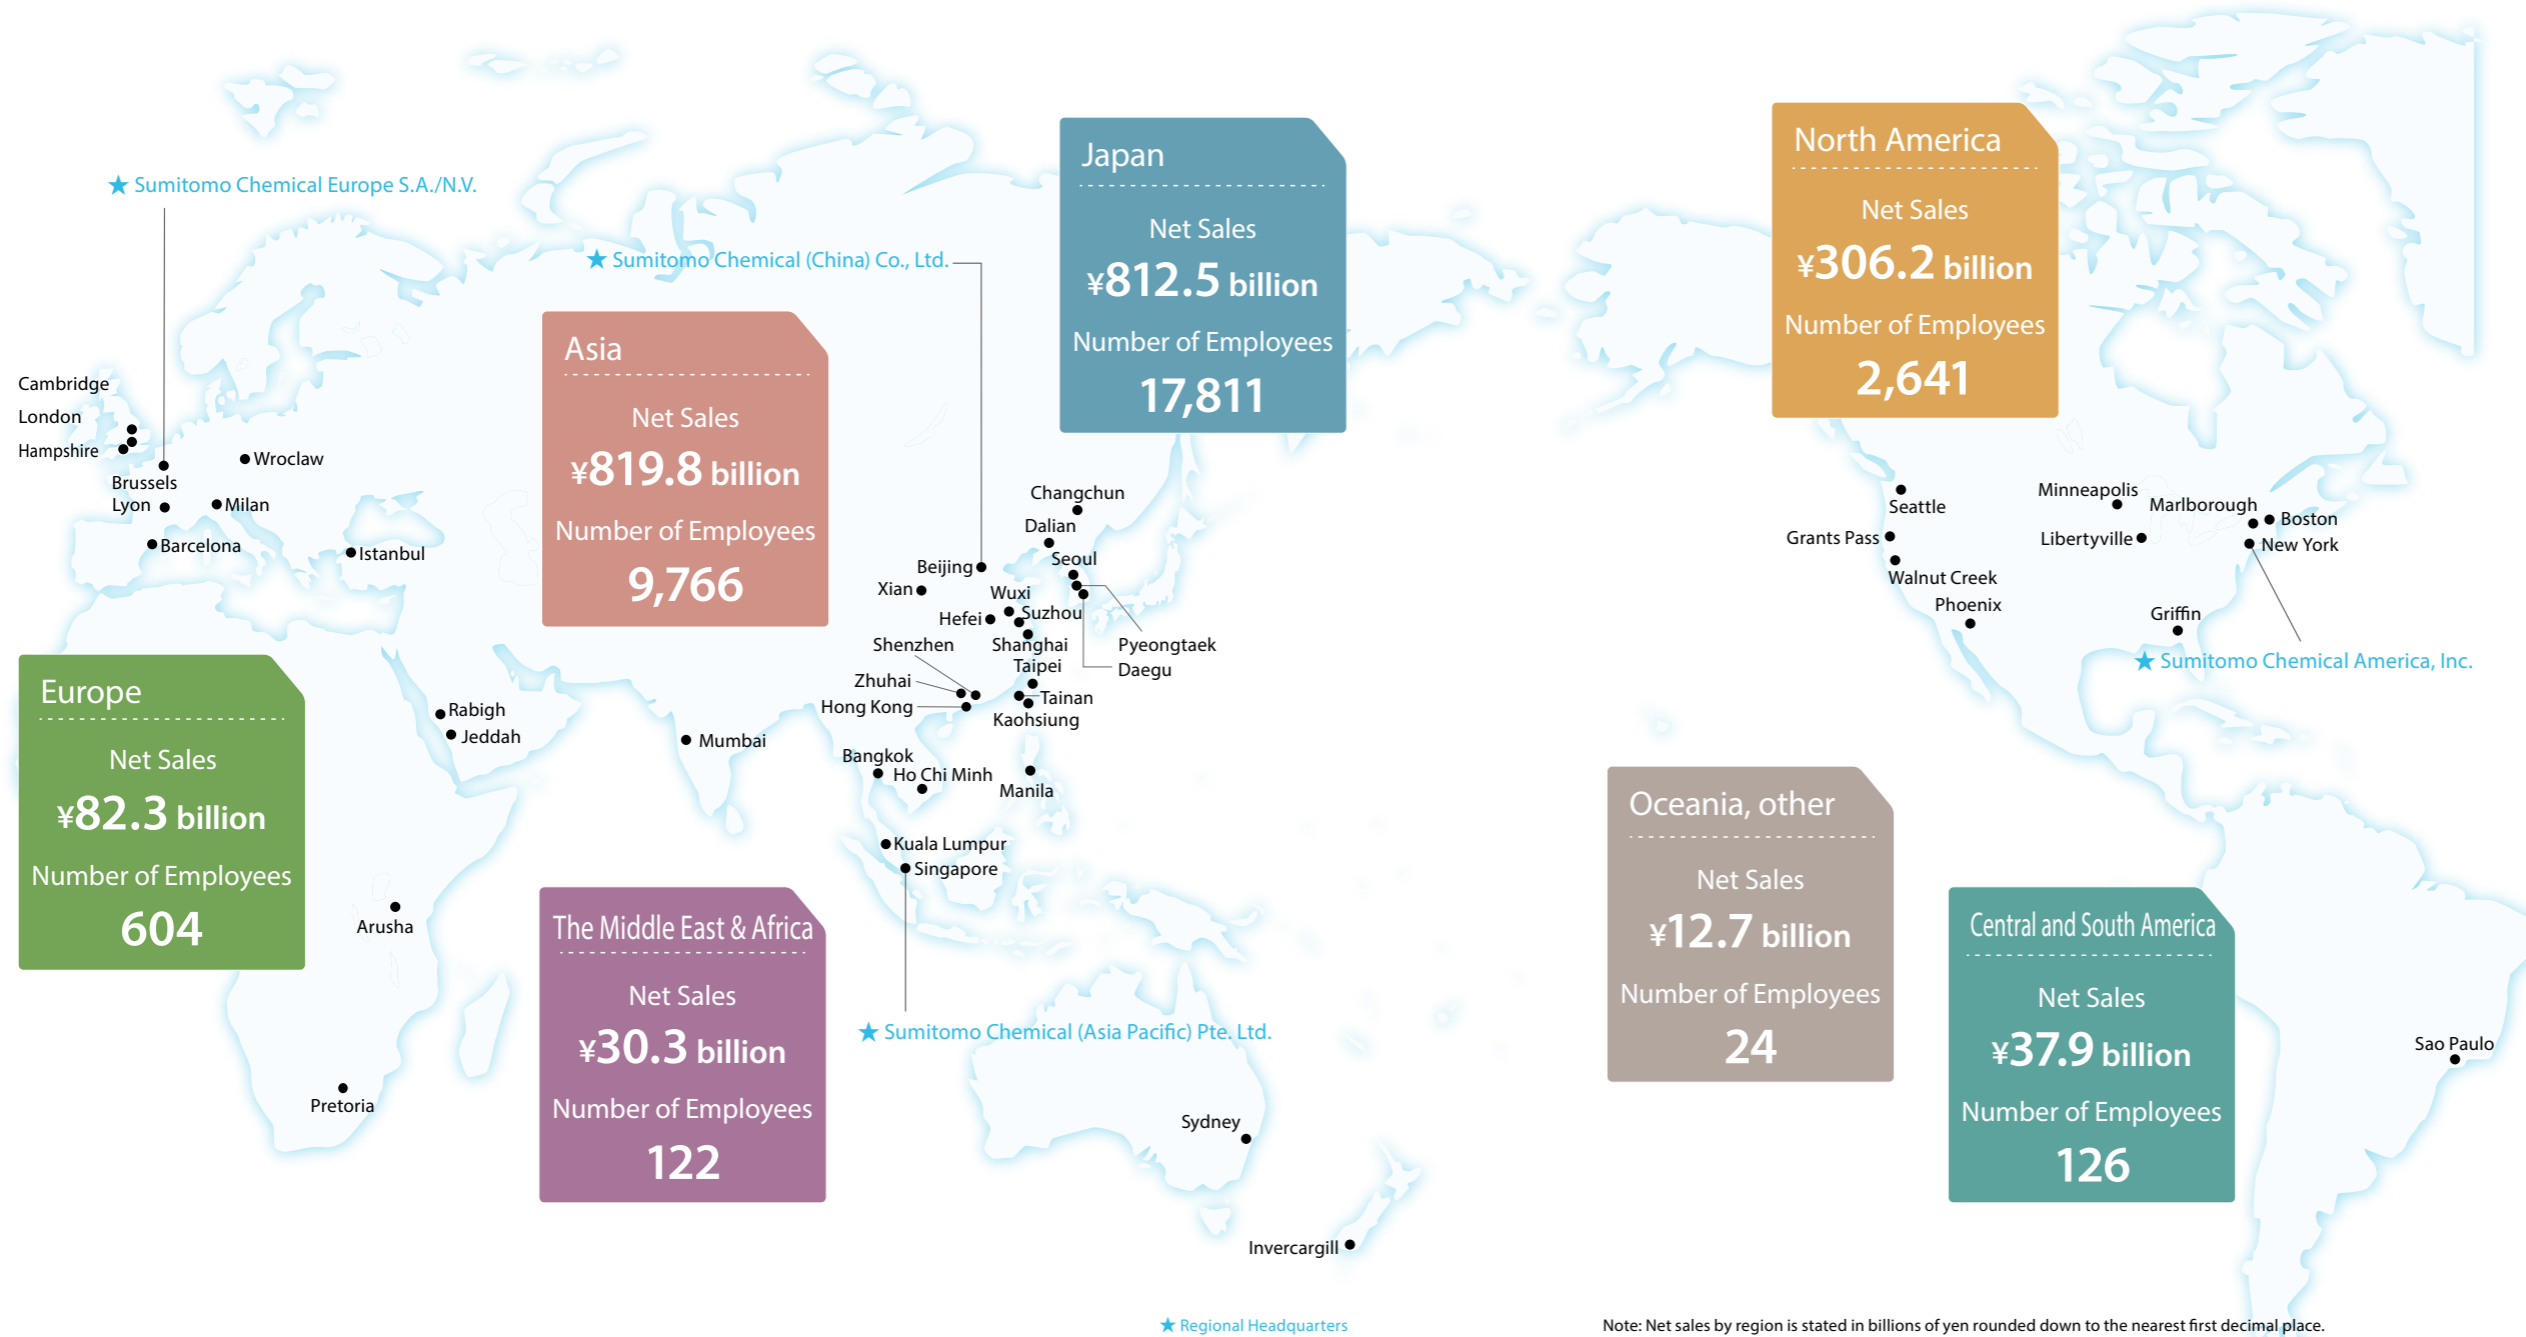 ★ Sumitomo Chemical Europe S.A./N.V.
★ Sumitomo Chemical (China) Co., Ltd.
Japan
Net Sales
¥812.5 billion
Number of Employees
17,811
North America
Net Sales
¥306.2 billion
Number of Employees
2,641
Asia
Net Sales
¥819.8 billion
Number of Employees
9,766
Cambridge
London
Hampshire
Brussels
Lyon
Wroclaw
Milan
Barcelona
Istanbul
Changchun
Dalian
Seoul
Beijing
Xian
Wuxi
Hefei
Suzhou
Shenzhen
Shanghai
Pyeongtaek
Taipei
Daegu
Zhuhai
Tainan
Hong Kong
Kaohsiung
Seattle
Minneapolis
Marlborough
Boston
Grants Pass
Libertyville
New York
Walnut Creek
Phoenix
Griffin
★ Sumitomo Chemical America, Inc.
Europe
Net Sales
¥82.3 billion
Number of Employees
604
Rabigh
Jeddah
Mumbai
Bangkok
Ho Chi Minh
Manila
Kuala Lumpur
Singapore
Arusha
Pretoria
The Middle East & Africa
Net Sales
¥30.3 billion
Number of Employees
122
★ Sumitomo Chemical (Asia Pacific) Pte. Ltd.
Oceania, other
Net Sales
¥12.7 billion
Number of Employees
24
Central and South America
Net Sales
¥37.9 billion
Number of Employees
126
Sao Paulo
Sydney
Invercargill
★ Regional Headquarters
Note: Net sales by region is stated in billions of yen rounded down to the nearest first decimal place.